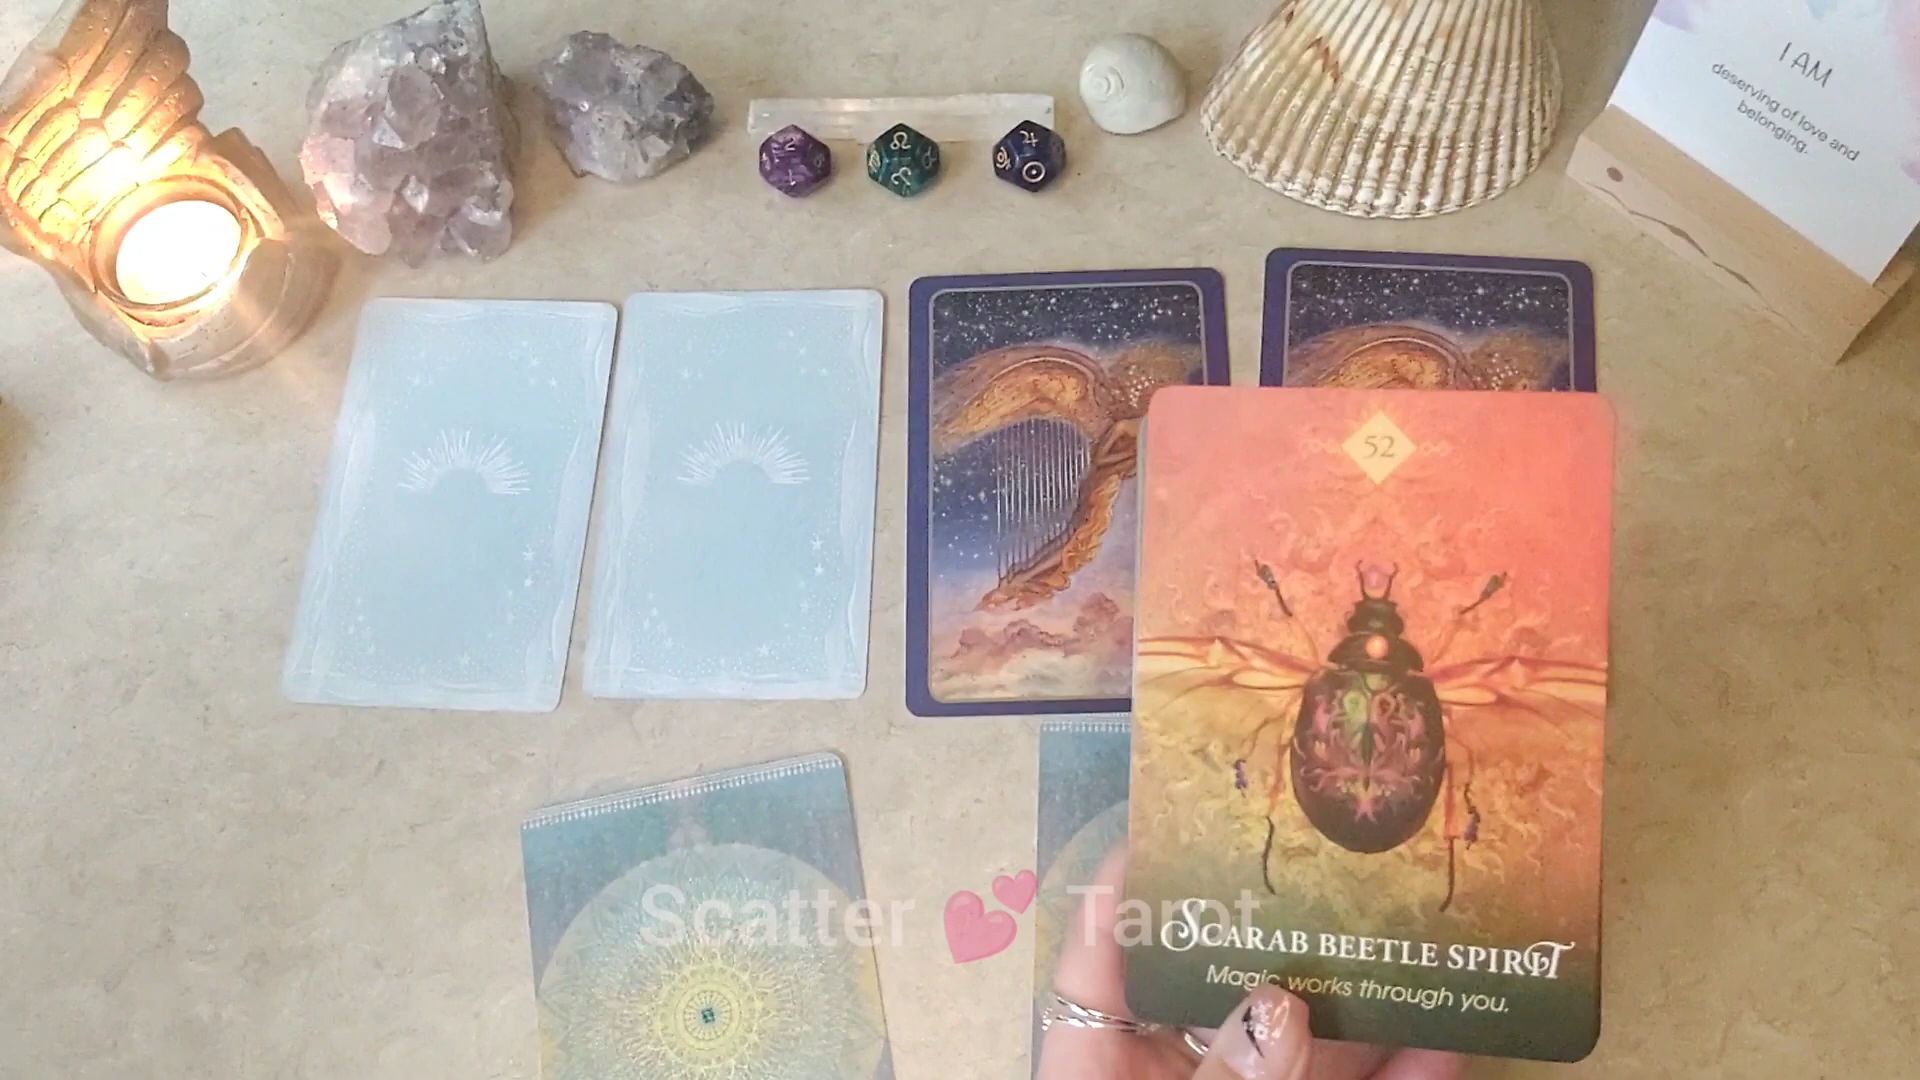 I AM
deserving of love and
belonging.
52
Scatter 💕 Tarot
SCARAB BEETLE SPIRIT
Magic works through you.